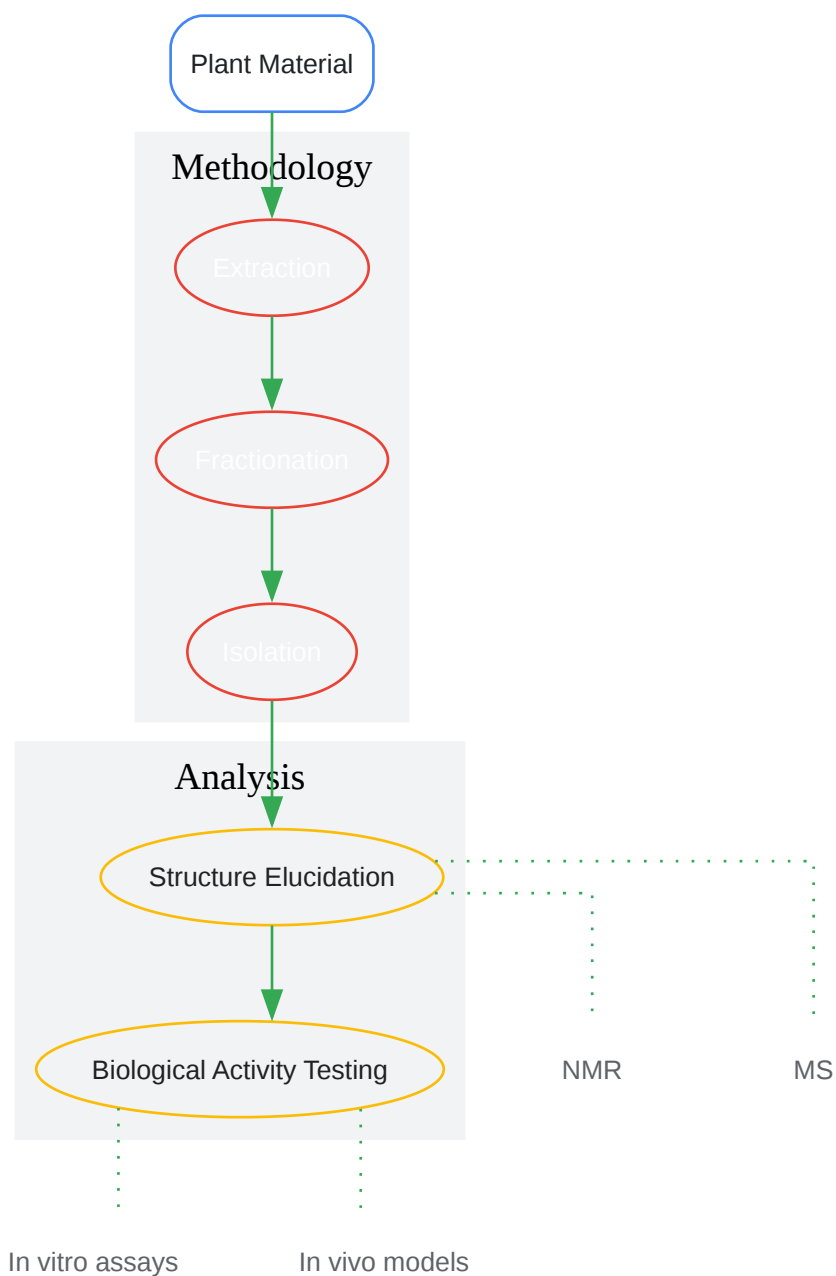 Plant Material
Methodology
Extraction
Fractionation
Isolation
Analysis
Structure Elucidation
Biological Activity Testing
NMR
MS
In vitro assays
In vivo models